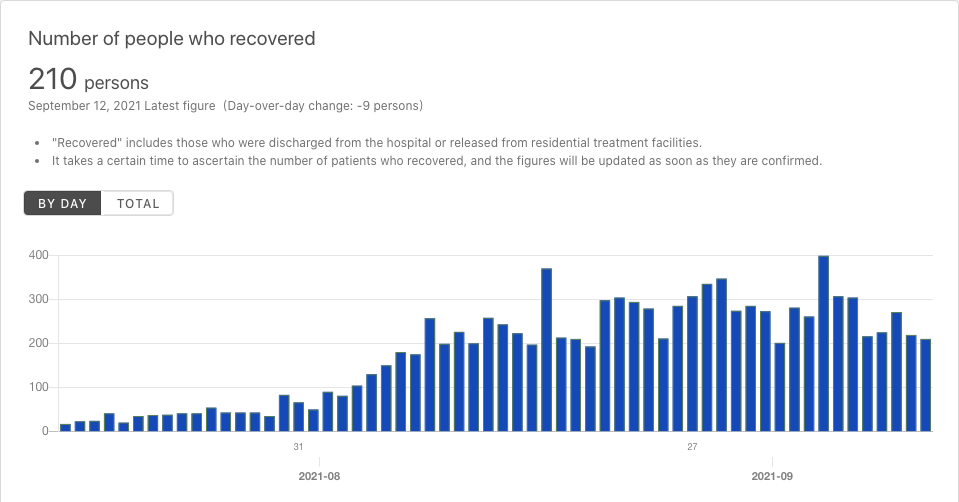 Number of people who recovered
210 persons
September 12, 2021 Latest figure (Day-over-day change: -9 persons)
• "Recovered" includes those who were discharged from the hospital or released from residential treatment facilities.
• It takes a certain time to ascertain the number of patients who recovered, and the figures will be updated as soon as they are confirmed.
BY DAY TOTAL
400
300
200
100
0
31 27
2021-08 2021-09